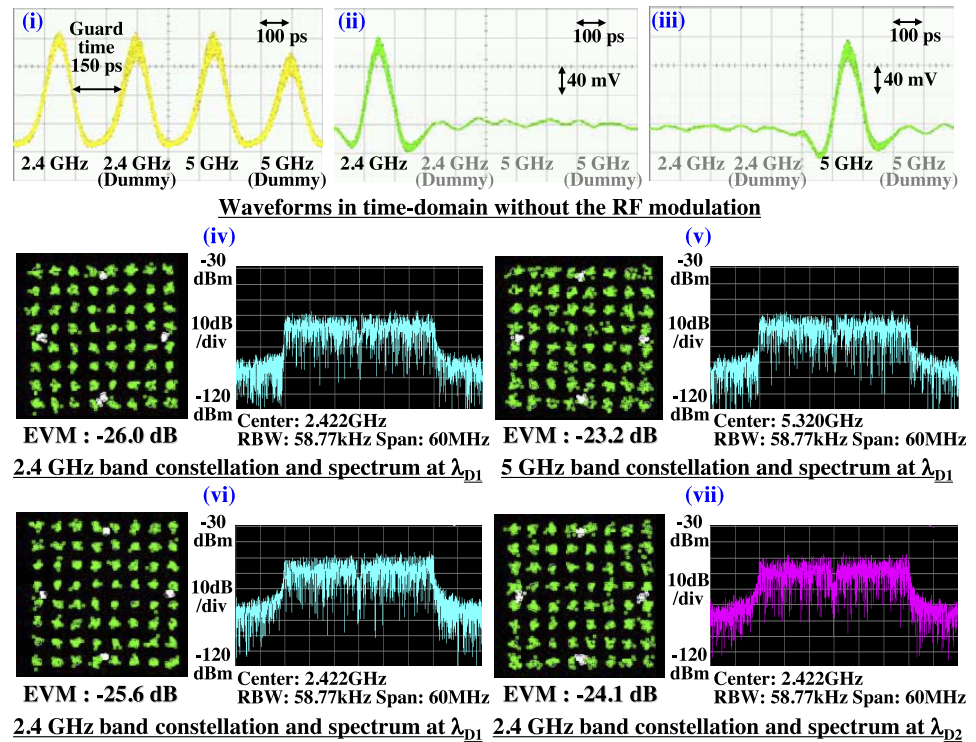 (i)
Guard time 150 ps
100 ps
2.4 GHz
2.4 GHz (Dummy)
5 GHz
5 GHz (Dummy)
(ii)
100 ps
40 mV
2.4 GHz
2.4 GHz (Dummy)
5 GHz
5 GHz (Dummy)
(iii)
100 ps
40 mV
2.4 GHz
2.4 GHz (Dummy)
5 GHz
5 GHz (Dummy)
Waveforms in time-domain without the RF modulation
(iv)
-30 dBm
10dB /div
-120 dBm
EVM : -26.0 dB
Center: 2.422GHz
RBW: 58.77kHz Span: 60MHz
2.4 GHz band constellation and spectrum at λD1
(v)
-30 dBm
10dB /div
-120 dBm
EVM : -23.2 dB
Center: 5.320GHz
RBW: 58.77kHz Span: 60MHz
5 GHz band constellation and spectrum at λD1
(vi)
-30 dBm
10dB /div
-120 dBm
EVM : -25.6 dB
Center: 2.422GHz
RBW: 58.77kHz Span: 60MHz
2.4 GHz band constellation and spectrum at λD1
(vii)
-30 dBm
10dB /div
-120 dBm
EVM : -24.1 dB
Center: 2.422GHz
RBW: 58.77kHz Span: 60MHz
2.4 GHz band constellation and spectrum at λD2